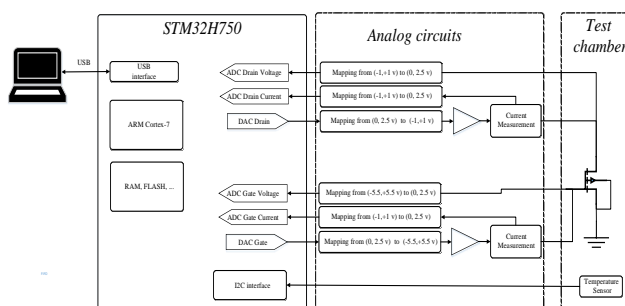 STM32H750
Analog circuits
Test
chamber
USB
USB
interface
ADC Drain Voltage
Mapping from (-1,+1 v) to (0, 2.5 v)
ADC Drain Current
Mapping from (-1,+1 v) to (0, 2.5 v)
DAC Drain
Mapping from (0, 2.5 v) to (-1,+1 v)
Current
Measurement
ARM Cortex-7
RAM, FLASH, ...
ADC Gate Voltage
Mapping from (-5.5,+5.5 v) to (0, 2.5 v)
ADC Gate Current
Mapping from (-1,+1 v) to (0, 2.5 v)
DAC Gate
Mapping from (0, 2.5 v) to (-5.5,+5.5 v)
Current
Measurement
I2C interface
Temperature
Sensor